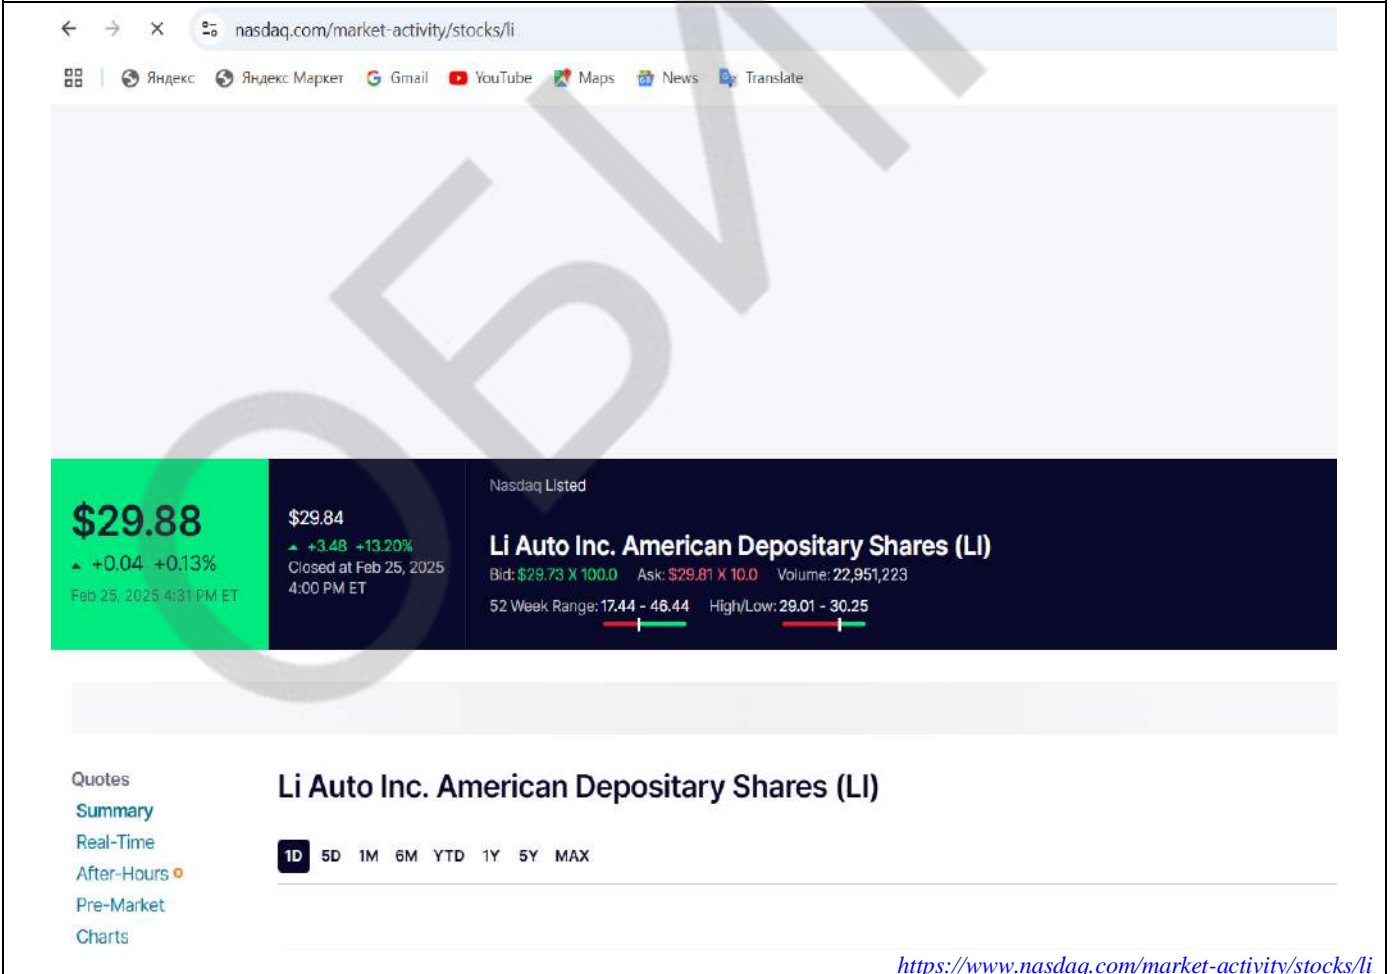 nasdaq.com/market-activity/stocks/li
Яндекс Яндекс Маркет Gmail YouTube Maps News Translate
ОБИ
$29.88
+0.04 +0.13%
Feb 25, 2025 4:31 PM ET
$29.84
+3.48 +13.20%
Closed at Feb 25, 2025
4:00 PM ET
Nasdaq Listed
Li Auto Inc. American Depositary Shares (LI)
Bid: $29.73 X 100.0 Ask: $29.81 X 10.0 Volume: 22,951,223
52 Week Range: 17.44 - 46.44 High/Low: 29.01 - 30.25
Quotes
Summary
Real-Time
After-Hours
Pre-Market
Charts
Li Auto Inc. American Depositary Shares (LI)
1D 5D 1M 6M YTD 1Y 5Y MAX
https://www.nasdaq.com/market-activity/stocks/li